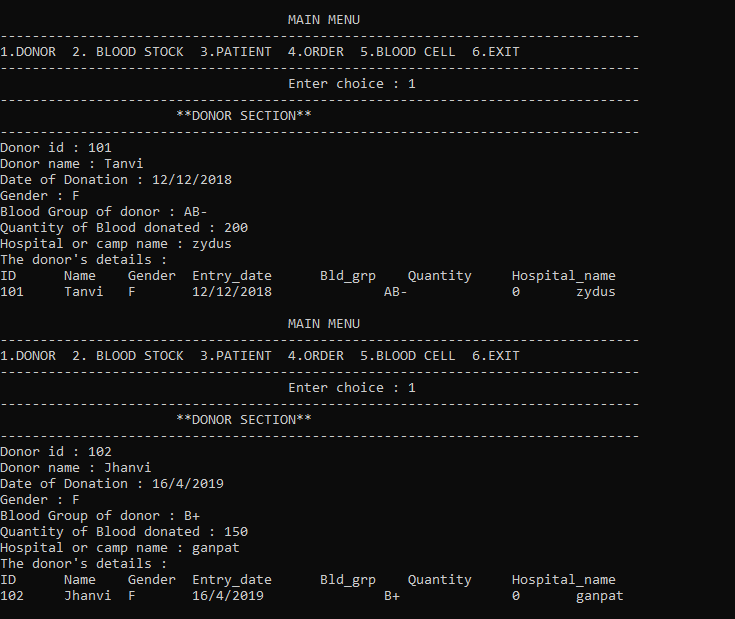 MAIN MENU
--------------------------------------------------------------------------------
1.DONOR  2. BLOOD STOCK  3.PATIENT  4.ORDER  5.BLOOD CELL  6.EXIT
--------------------------------------------------------------------------------
Enter choice : 1
--------------------------------------------------------------------------------
**DONOR SECTION**
--------------------------------------------------------------------------------
Donor id : 101
Donor name : Tanvi
Date of Donation : 12/12/2018
Gender : F
Blood Group of donor : AB-
Quantity of Blood donated : 200
Hospital or camp name : zydus
The donor's details :
ID      Name    Gender  Entry_date      Bld_grp    Quantity     Hospital_name
101     Tanvi   F       12/12/2018              AB-             0       zydus
MAIN MENU
--------------------------------------------------------------------------------
1.DONOR  2. BLOOD STOCK  3.PATIENT  4.ORDER  5.BLOOD CELL  6.EXIT
--------------------------------------------------------------------------------
Enter choice : 1
--------------------------------------------------------------------------------
**DONOR SECTION**
--------------------------------------------------------------------------------
Donor id : 102
Donor name : Jhanvi
Date of Donation : 16/4/2019
Gender : F
Blood Group of donor : B+
Quantity of Blood donated : 150
Hospital or camp name : ganpat
The donor's details :
ID      Name    Gender  Entry_date      Bld_grp    Quantity     Hospital_name
102     Jhanvi  F       16/4/2019               B+              0       ganpat